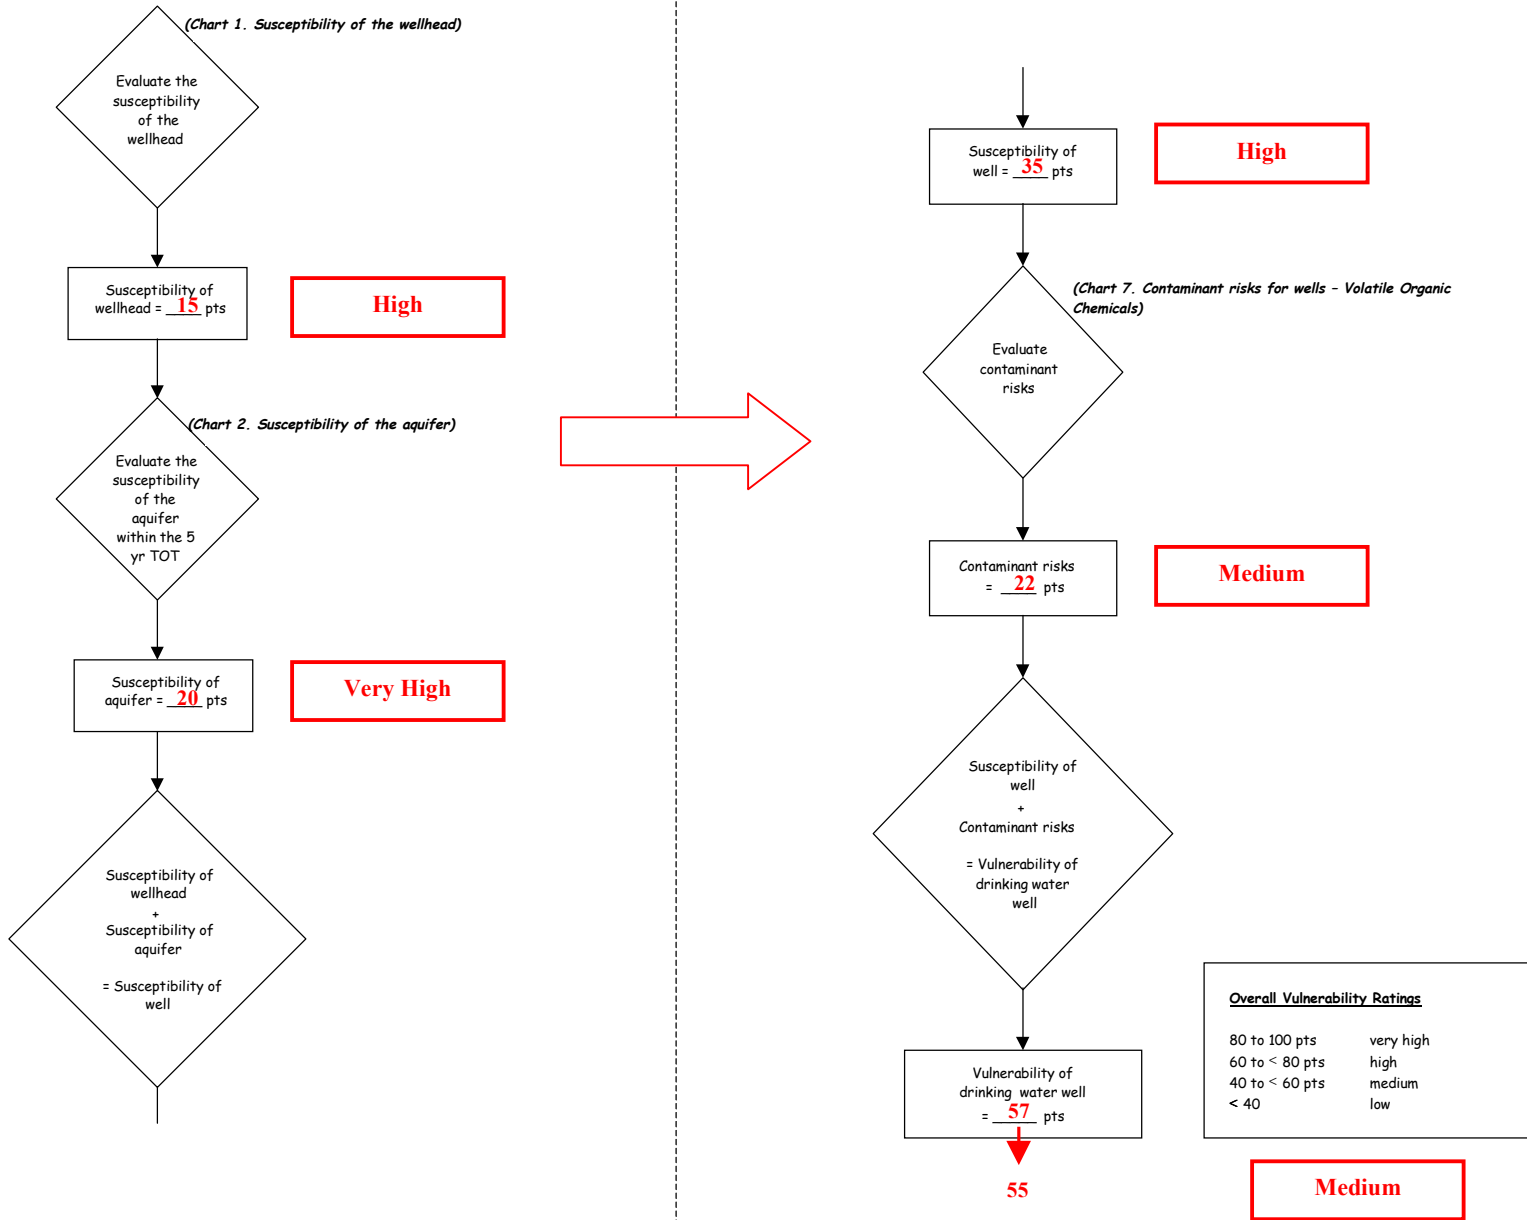 (Chart 1. Susceptibility of the wellhead)
Evaluate the
susceptibility
of the
wellhead
Susceptibility of
wellhead = 15 pts
High
(Chart 2. Susceptibility of the aquifer)
Evaluate the
susceptibility
of the
aquifer
within the 5
yr TOT
Susceptibility of
aquifer = 20 pts
Very High
Susceptibility of
wellhead
+
Susceptibility of
aquifer
= Susceptibility of
well
Susceptibility of
well = 35 pts
High
(Chart 7. Contaminant risks for wells – Volatile Organic
Chemicals)
Evaluate
contaminant
risks
Contaminant risks
= 22 pts
Medium
Susceptibility of
well
+
Contaminant risks
= Vulnerability of
drinking water
well
Vulnerability of
drinking water well
= 57 pts
55
Overall Vulnerability Ratings
80 to 100 pts very high
60 to < 80 pts high
40 to < 60 pts medium
< 40 low
Medium